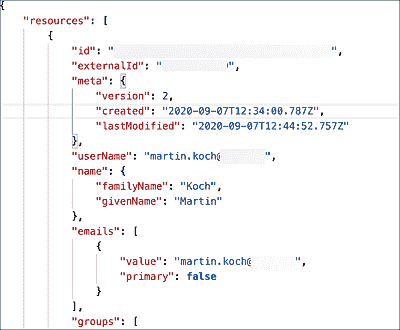 {
"resources": [
{
"id": "
",
"externalId": "
",
"meta": {
"version": 2,
"created": "2020-09-07T12:34:00.787Z",
"lastModified": "2020-09-07T12:44:52.757Z"
},
"userName": "martin.koch@
",
"name": {
"familyName": "Koch",
"givenName": "Martin"
},
"emails": [
{
"value": "martin.koch@
",
"primary": false
}
],
"groups": [